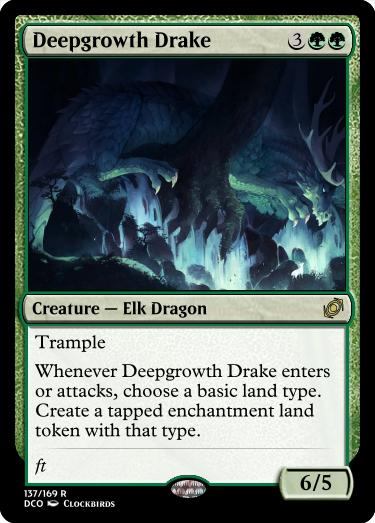 Deepgrowth Drake 3
Creature — Elk Dragon
Trample
Whenever Deepgrowth Drake enters
or attacks, choose a basic land type.
Create a tapped enchantment land
token with that type.
ft
6/5
137/169 R
DCO Clockbirds